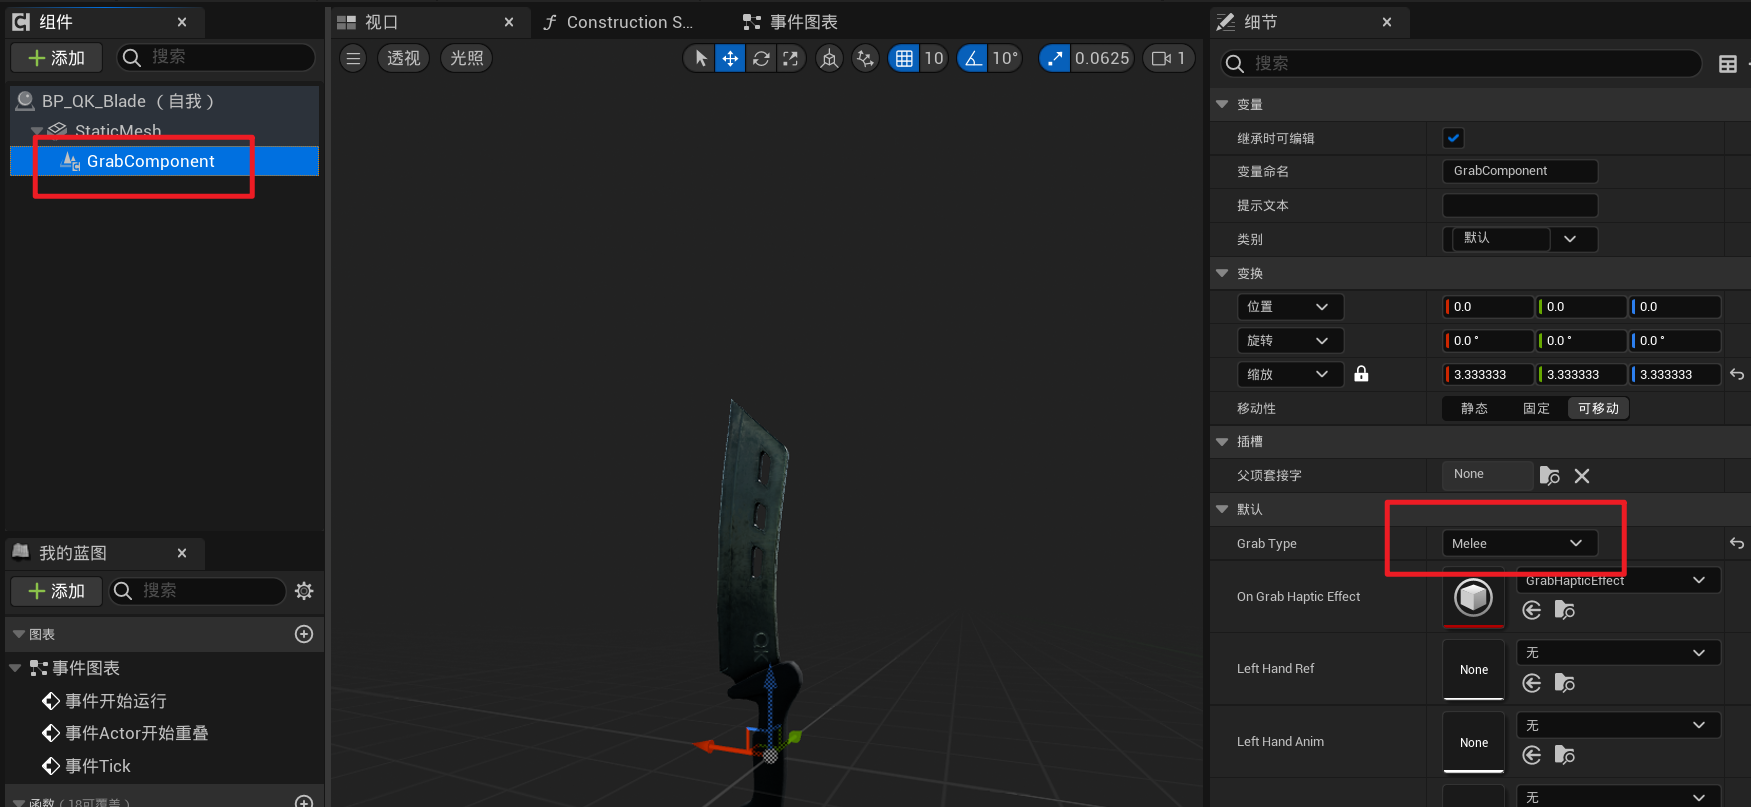 组件
视口
Construction S...
事件图表
细节
添加
搜索
透视
光照
10
10°
0.0625
1
搜索
BP_QK_Blade （自我）
StaticMesh
GrabComponent
变量
继承时可编辑
变量命名
GrabComponent
提示文本
类别
默认
变换
位置
0.0
0.0
0.0
旋转
0.0 °
0.0 °
0.0 °
缩放
3.333333
3.333333
3.333333
移动性
静态
固定
可移动
插槽
父项套接字
None
默认
Grab Type
Melee
On Grab Haptic Effect
GrabHapticEffect
Left Hand Ref
None
无
Left Hand Anim
None
无
无
QK
我的蓝图
添加
搜索
图表
事件图表
事件开始运行
事件Actor开始重叠
事件Tick
函数（18可覆盖）